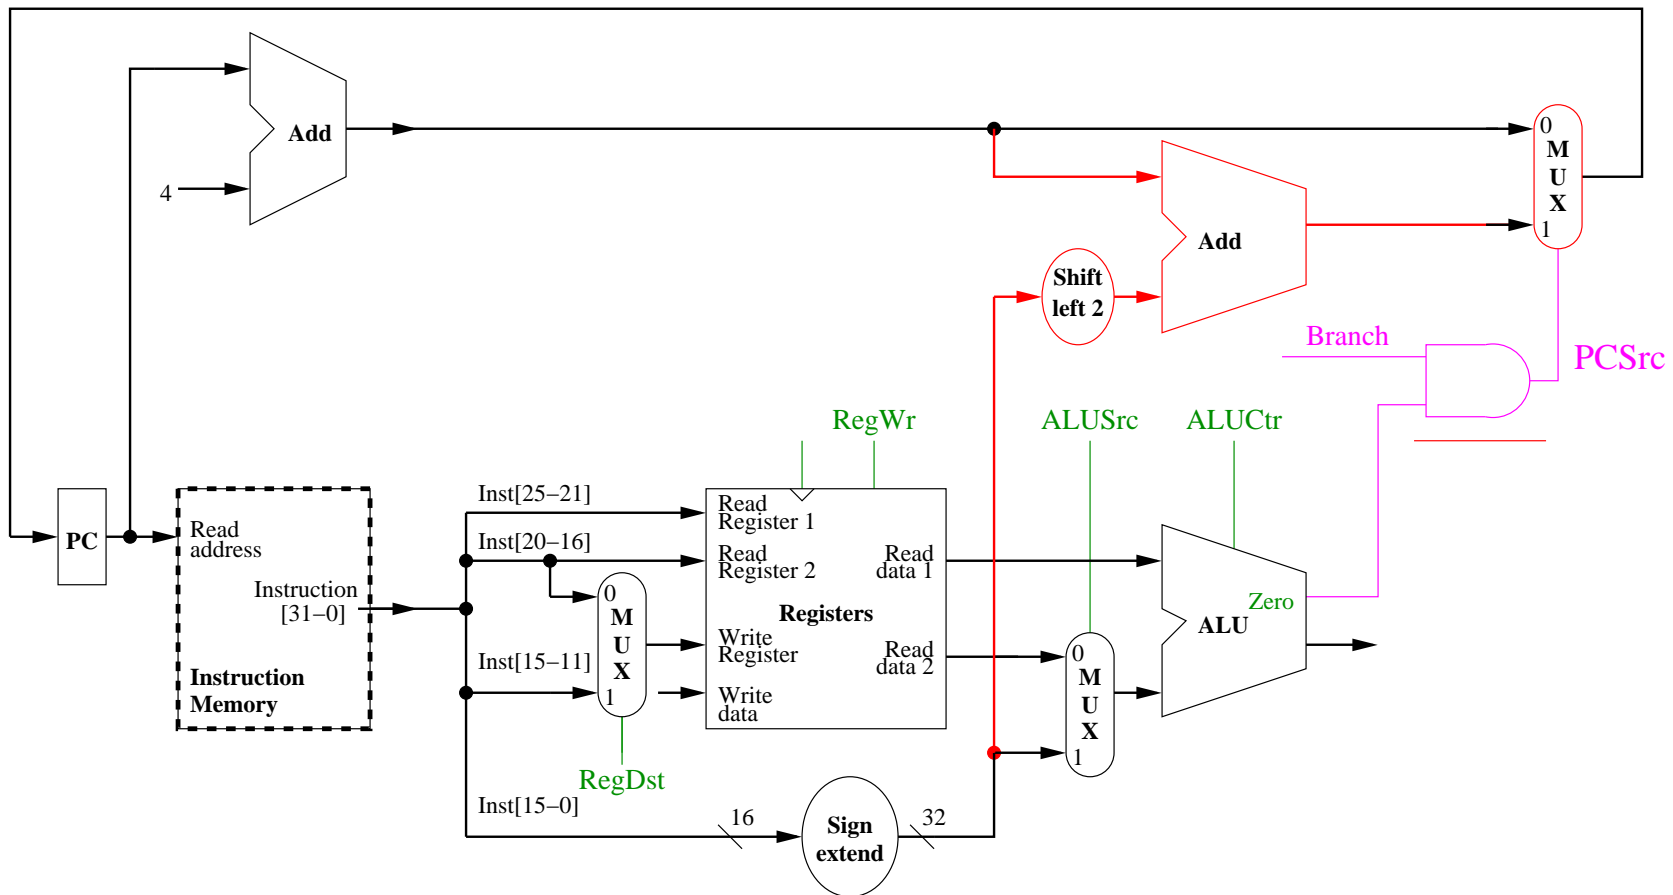 Add
4
0
M
U
X
1
Add
Shift
left 2
Branch
PCSrc
RegWr
ALUSrc
ALUCtr
PC
Read
address
Instruction
[31−0]
Instruction
Memory
Inst[25−21]
Inst[20−16]
Inst[15−11]
Inst[15−0]
0
M
U
X
1
RegDst
Read
Register 1
Read
Register 2
Write
Register
Write
data
Registers
Read
data 1
Read
data 2
0
M
U
X
1
Zero
ALU
16
Sign
extend
32